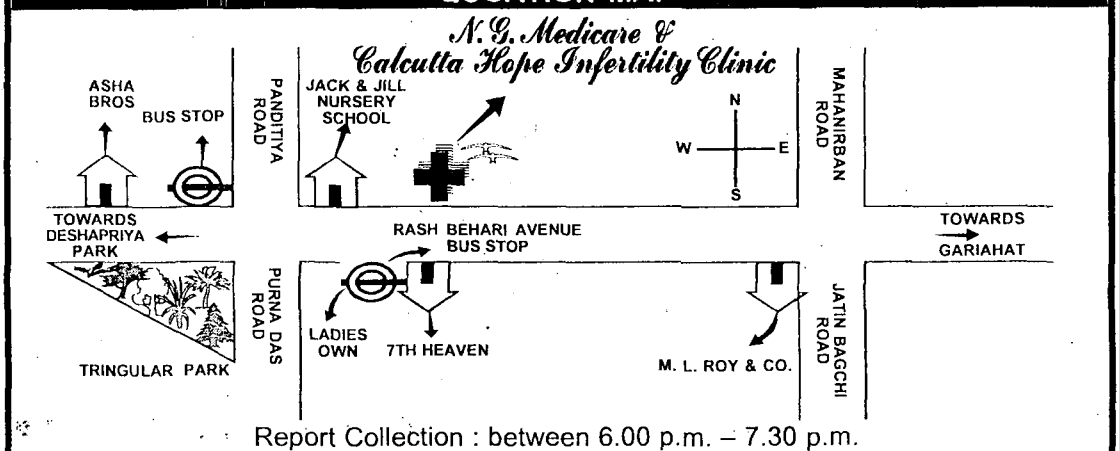 LOCATION MAP
N. G. Medicare &
Calcutta Hope Infertility Clinic
ASHA
BROS
BUS STOP
PANDITIYA
ROAD
JACK & JILL
NURSERY
SCHOOL
N
W
E
S
MAHANIRBAN
ROAD
TOWARDS
DESHAPRIYA
PARK
RASH BEHARI AVENUE
BUS STOP
TOWARDS
GARIAHAT
PURNA DAS
ROAD
LADIES
OWN
7TH HEAVEN
M. L. ROY & CO.
JATIN BAGCHI
ROAD
TRINGULAR PARK
Report Collection : between 6.00 p.m. – 7.30 p.m.